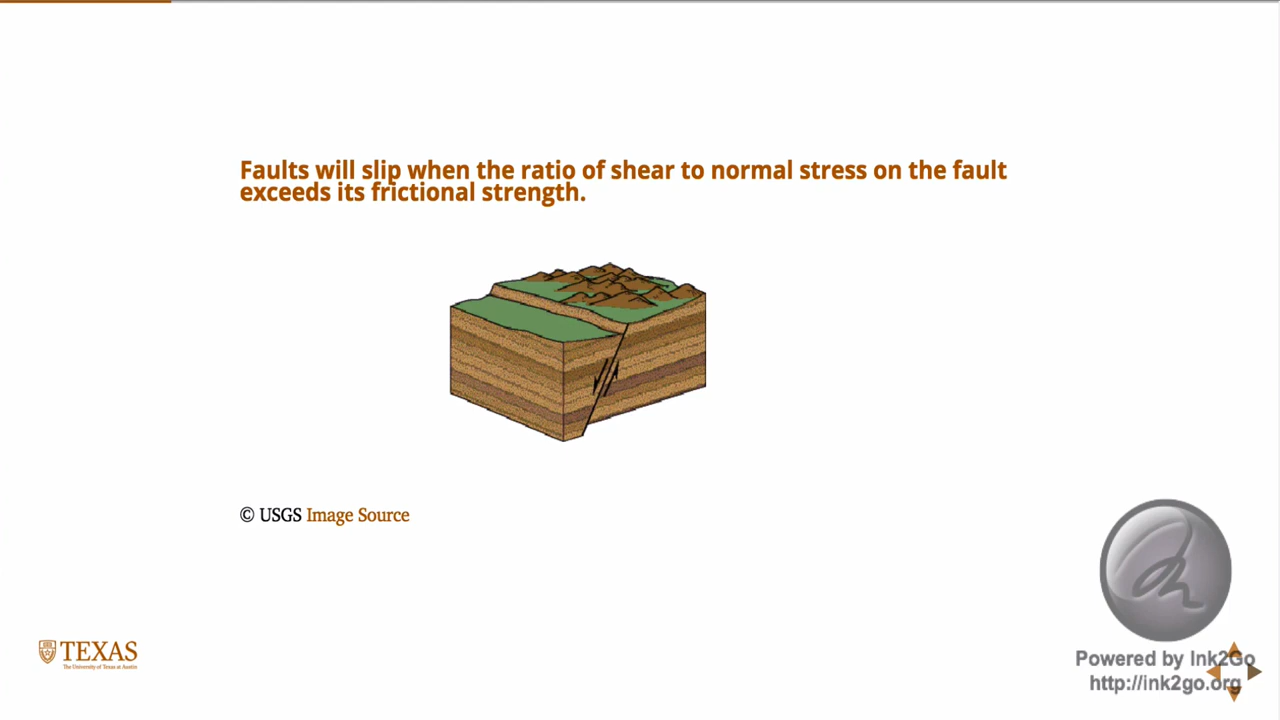 Faults will slip when the ratio of shear to normal stress on the fault
exceeds its frictional strength.
© USGS Image Source
TEXAS
The University of Texas at Austin
Powered by Ink2Go
http://ink2go.org